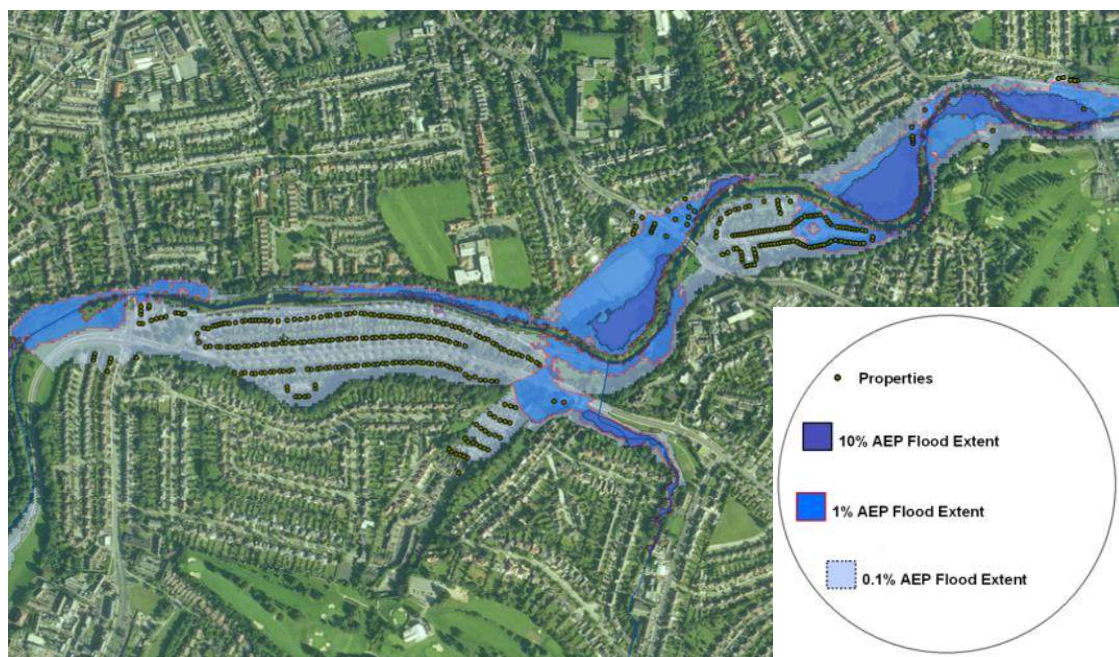 Properties
10% AEP Flood Extent
1% AEP Flood Extent
0.1% AEP Flood Extent